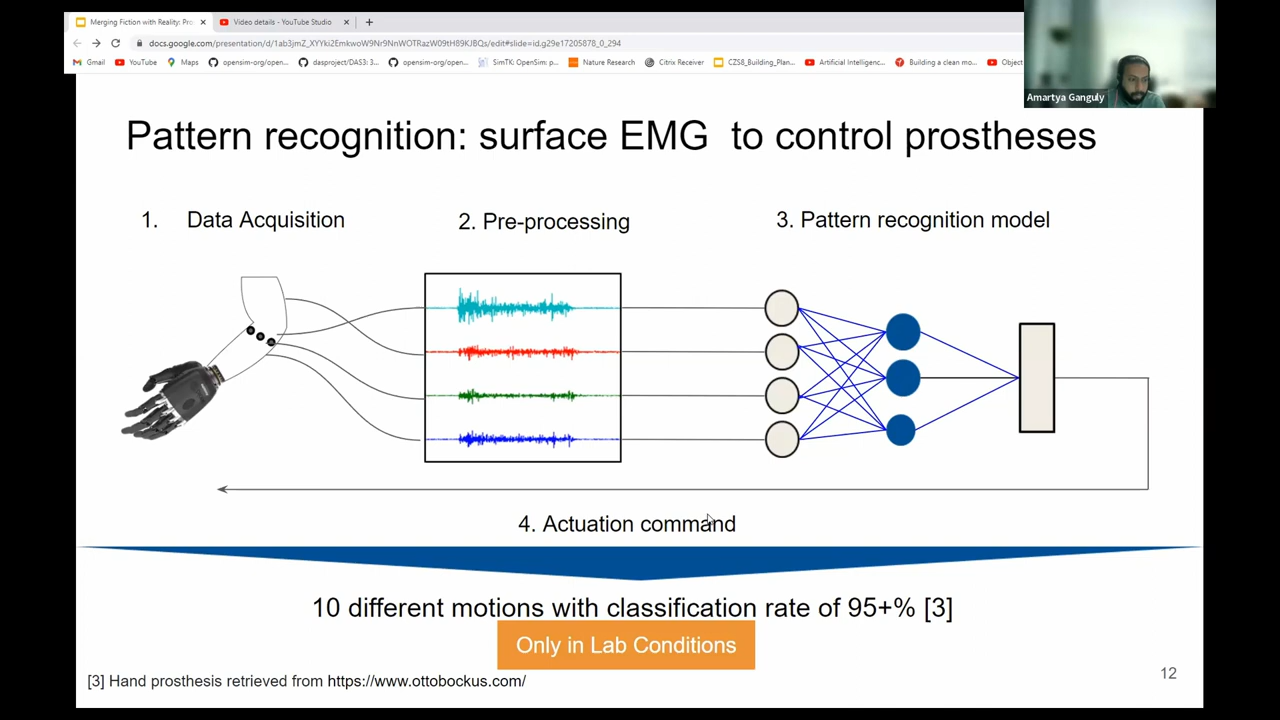 Merging Fiction with Reality: Pro
Video details - YouTube Studio
docs.google.com/presentation/d/1ab3jmZ_XYYki2EmkwoW9Nr9NnWOTRazW09tH89KJBQs/edit#slide=id.g29e17205878_0_294
Gmail
YouTube
Maps
opensim-org/open...
dasproject/DAS3: 3...
opensim-org/open...
SimTK: OpenSim: p...
Nature Research
Citrix Receiver
CZS8_Building_Plan...
Artificial Intelligenc...
Building a clean mo...
Object
Amartya Ganguly
Pattern recognition: surface EMG to control prostheses
1. Data Acquisition
2. Pre-processing
3. Pattern recognition model
4. Actuation command
10 different motions with classification rate of 95+% [3]
Only in Lab Conditions
[3] Hand prosthesis retrieved from https://www.ottobockus.com/
12